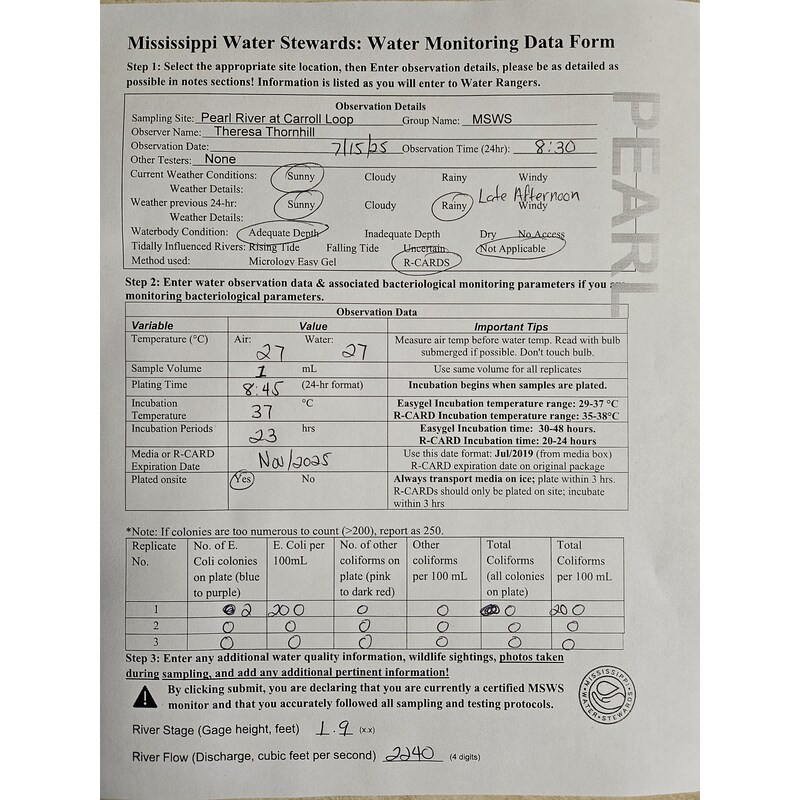 Mississippi Water Stewards: Water Monitoring Data Form
Step 1: Select the appropriate site location, then Enter observation details, please be as detailed as
possible in notes sections! Information is listed as you will enter to Water Rangers.
PEARL
Observation Details
Sampling Site: Pearl River at Carroll Loop Group Name: MSWS
Observer Name: Theresa Thornhill
Observation Date: 7/15/25 Observation Time (24hr): 8:30
Other Testers: None
Current Weather Conditions: Sunny Cloudy Rainy Windy
Weather Details: Late Afternoon
Weather previous 24-hr: Sunny Cloudy Rainy Windy
Weather Details:
Waterbody Condition: Adequate Depth Inadequate Depth Dry No Access
Tidally Influenced Rivers: Rising Tide Falling Tide Uncertain Not Applicable
Method used: Micrology Easy Gel R-CARDS
Step 2: Enter water observation data & associated bacteriological monitoring parameters if you are
monitoring bacteriological parameters.
Observation Data
Variable Value Important Tips
Temperature (°C) Air: 27 Water: 27 Measure air temp before water temp. Read with bulb
submerged if possible. Don't touch bulb.
Sample Volume 1 mL Use same volume for all replicates
Plating Time 8:45 (24-hr format) Incubation begins when samples are plated.
Incubation Temperature 37 °C Easygel Incubation temperature range: 29-37 °C
R-CARD Incubation temperature range: 35-38°C
Incubation Periods 23 hrs Easygel Incubation time: 30-48 hours.
R-CARD Incubation time: 20-24 hours
Media or R-CARD Expiration Date Nov/2025 Use this date format: Jul/2019 (from media box)
R-CARD expiration date on original package
Plated onsite Yes No Always transport media on ice; plate within 3 hrs.
R-CARDs should only be plated on site; incubate
within 3 hrs
*Note: If colonies are too numerous to count (>200), report as 250.
Replicate No. No. of E. Coli colonies on plate (blue to purple) E. Coli per 100mL No. of other coliforms on plate (pink to dark red) Other coliforms per 100 mL Total Coliforms (all colonies on plate) Total Coliforms per 100 mL
1 2 200 0 0 0 200
2 0 0 0 0 0 0
3 0 0 0 0 0 0
Step 3: Enter any additional water quality information, wildlife sightings, photos taken
during sampling, and add any additional pertinent information!
By clicking submit, you are declaring that you are currently a certified MSWS
monitor and that you accurately followed all sampling and testing protocols.
MISSISSIPPI WATER STEWARDS
River Stage (Gage height, feet) 1.9 (x.x)
River Flow (Discharge, cubic feet per second) 2240 (4 digits)